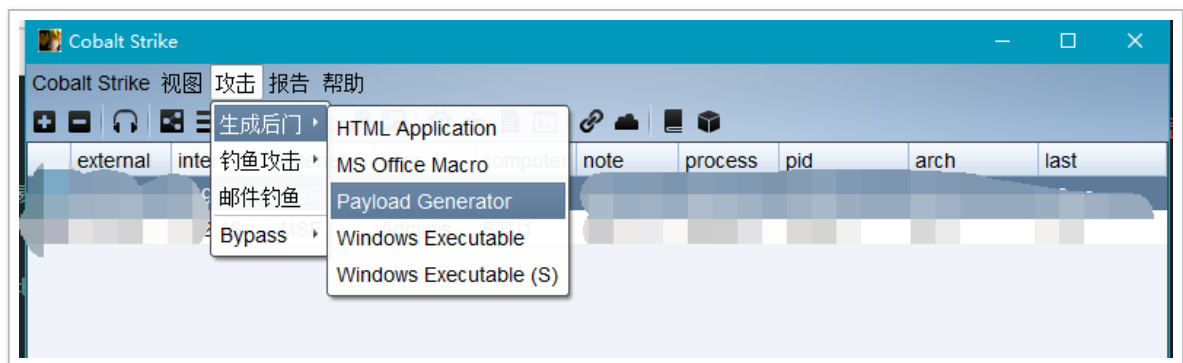 Cobalt Strike
Cobalt Strike 视图 攻击 报告 帮助
生成后门
HTML Application
external inte computer note process pid arch last
钓鱼攻击
MS Office Macro
邮件钓鱼
Payload Generator
Bypass
Windows Executable
Windows Executable (S)